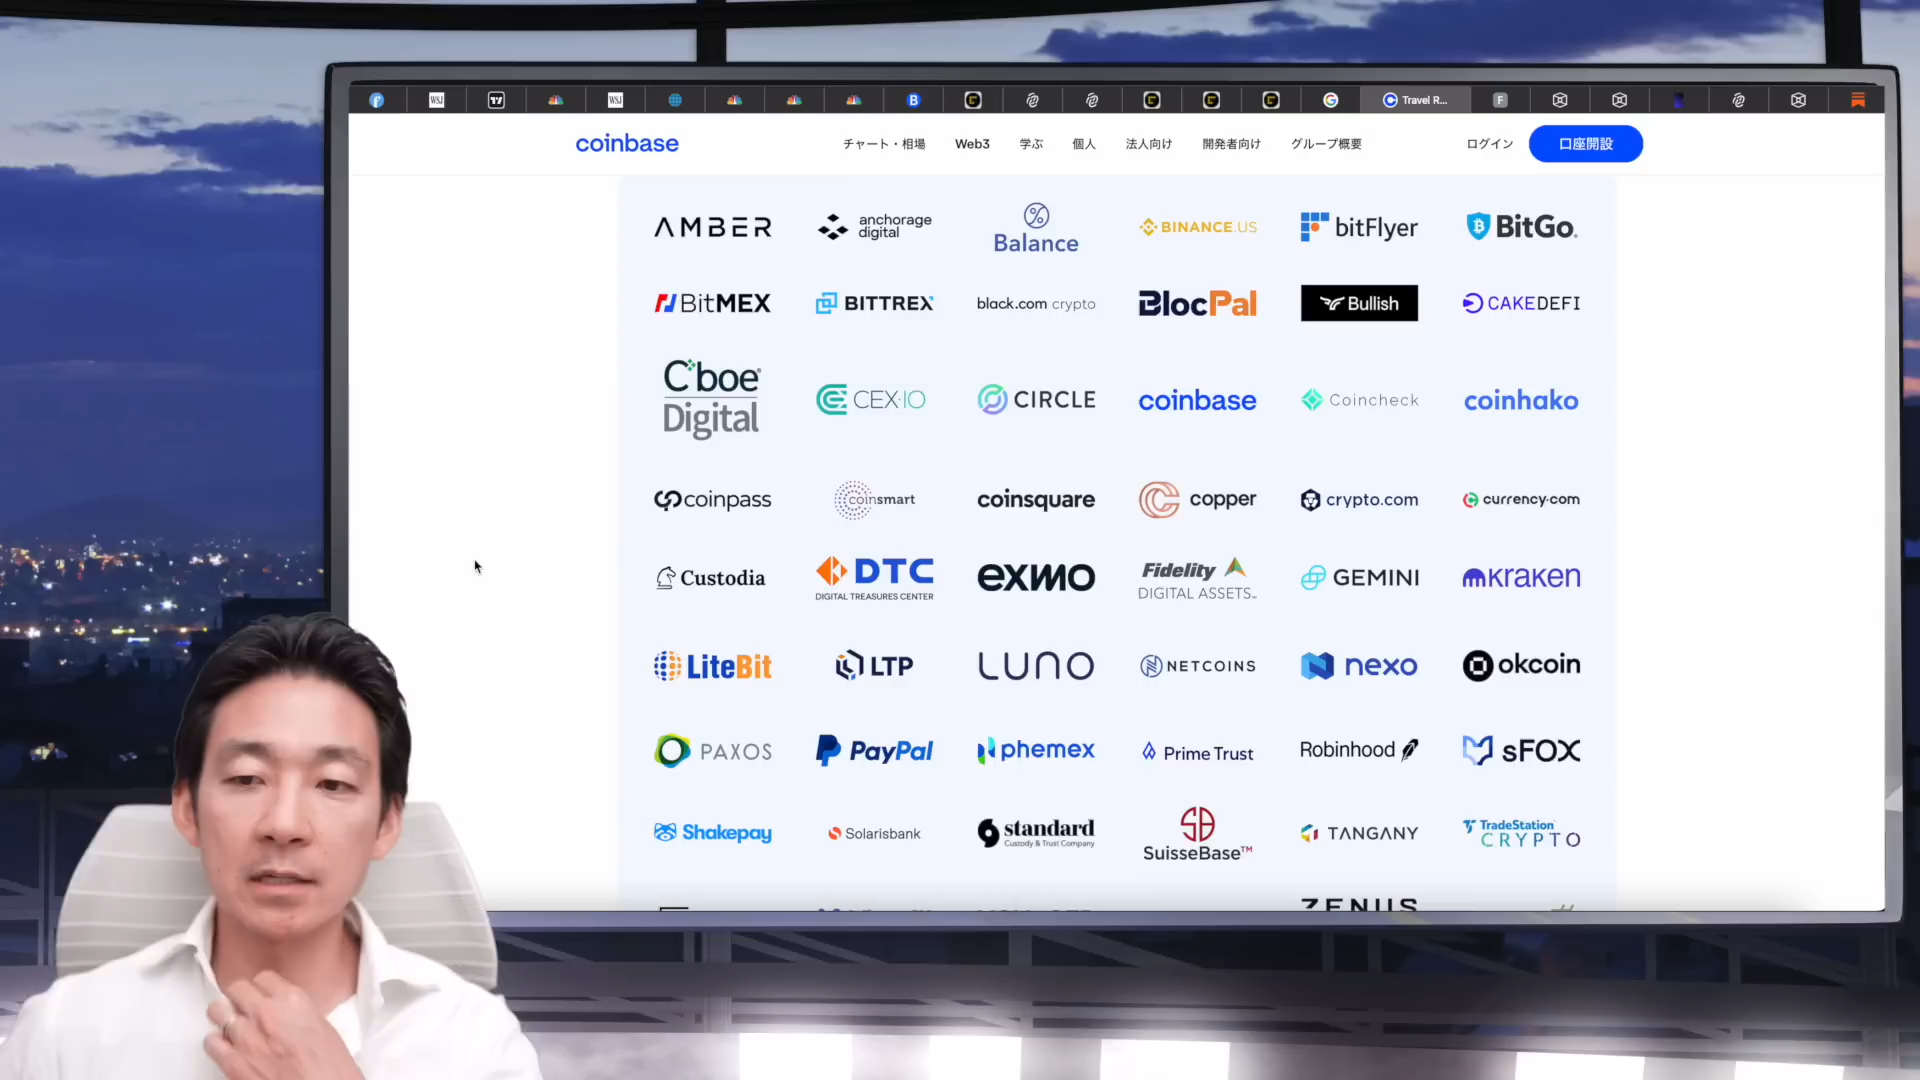 WSJ
17
WSJ
B
G
Travel R...
F
coinbase
チャート・相場 Web3 学ぶ 個人 法人向け 開発者向け グループ概要
ログイン 口座開設
AMBER anchorage digital Balance BINANCE.US bitFlyer BitGo
BitMEX BITTREX black.com crypto BlocPal Bullish CAKEDEFI
Cboe Digital CEX·IO CIRCLE coinbase Coincheck coinhako
coinpass coinsmart coinsquare copper crypto.com currency.com
Custodia DTC DIGITAL TREASURES CENTER EXMO Fidelity DIGITAL ASSETS℠ GEMINI kraken
LiteBit LTP LUNO NETCOINS nexo okcoin
PAXOS PayPal phemex Prime Trust Robinhood sFOX
Shakepay Solarisbank standard Custody & Trust Company SuisseBase™ TANGANY TradeStation CRYPTO
ZENUS